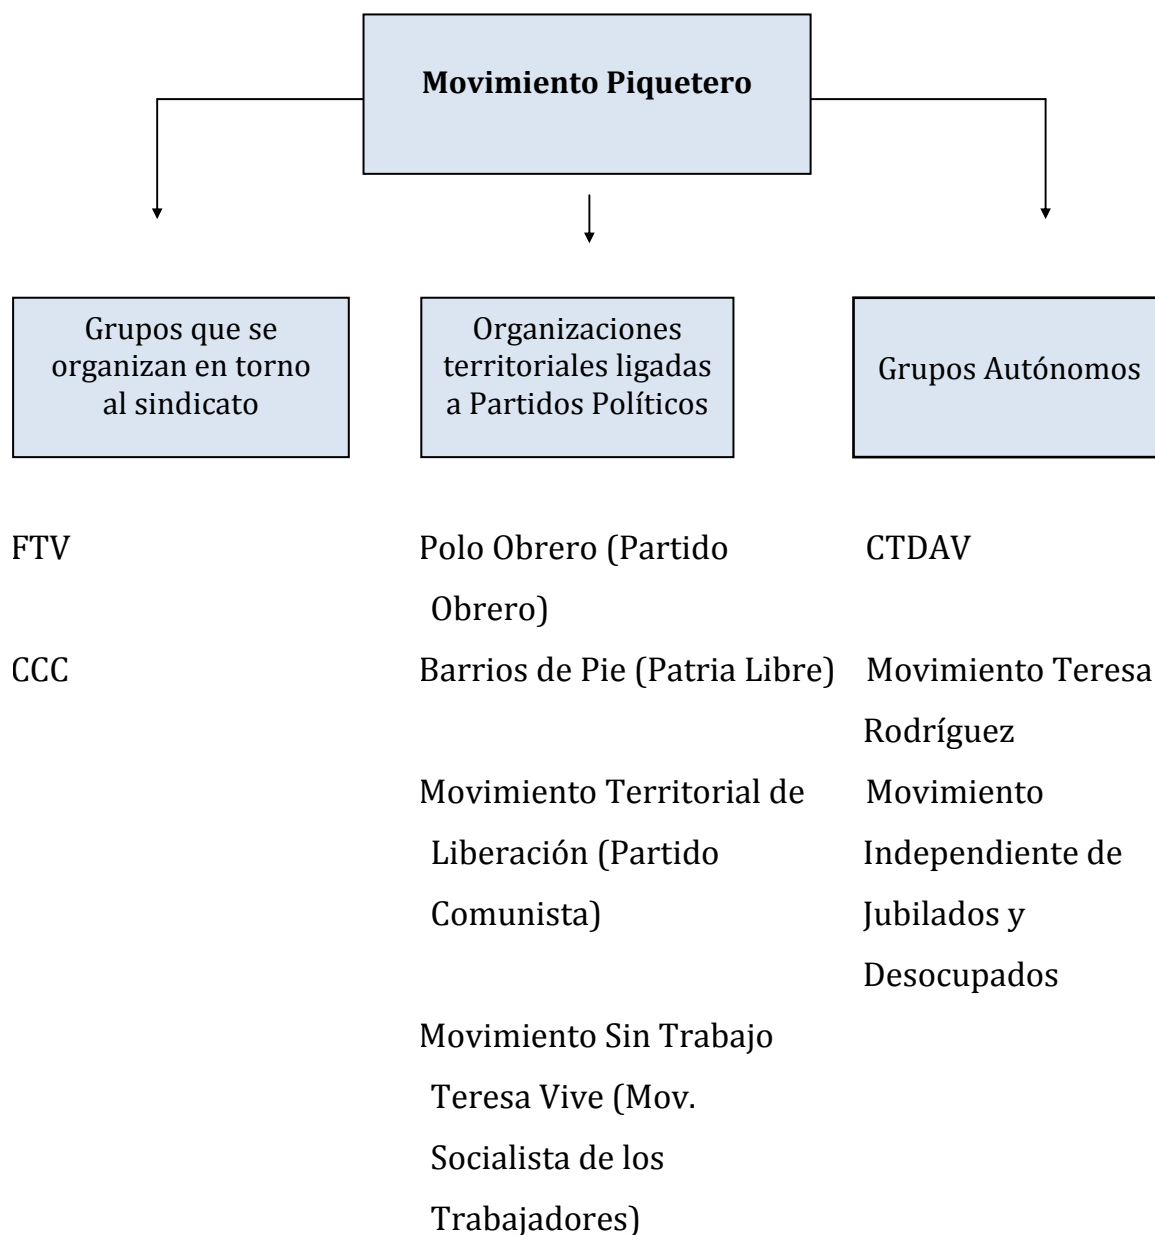 Movimiento Piquetero
Grupos que se
organizan en torno
al sindicato
Organizaciones
territoriales ligadas
a Partidos Políticos
Grupos Autónomos
FTV
CCC
Polo Obrero (Partido
Obrero)
Barrios de Pie (Patria Libre)
Movimiento Territorial de
Liberación (Partido
Comunista)
Movimiento Sin Trabajo
Teresa Vive (Mov.
Socialista de los
Trabajadores)
CTDAV
Movimiento Teresa
Rodríguez
Movimiento
Independiente de
Jubilados y
Desocupados